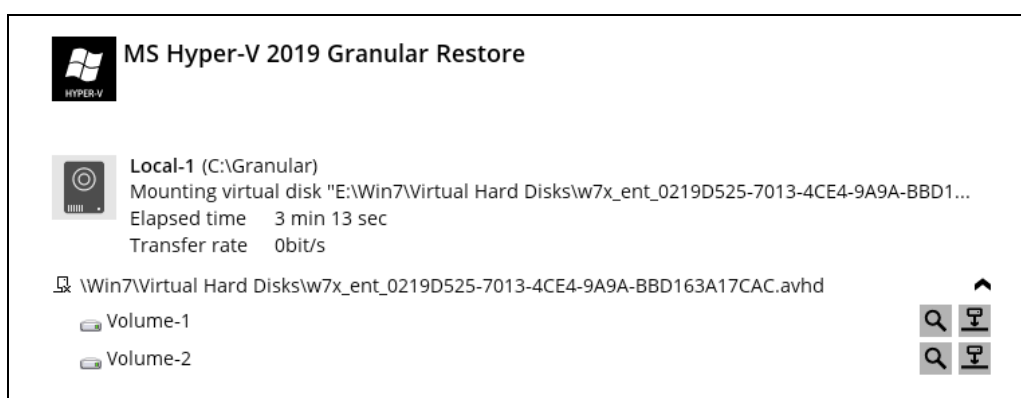 HYPER-V
MS Hyper-V 2019 Granular Restore
Local-1 (C:\Granular)
Mounting virtual disk "E:\Win7\Virtual Hard Disks\w7x_ent_0219D525-7013-4CE4-9A9A-BBD1...
Elapsed time 3 min 13 sec
Transfer rate 0bit/s
\Win7\Virtual Hard Disks\w7x_ent_0219D525-7013-4CE4-9A9A-BBD163A17CAC.avhd
Volume-1
Volume-2